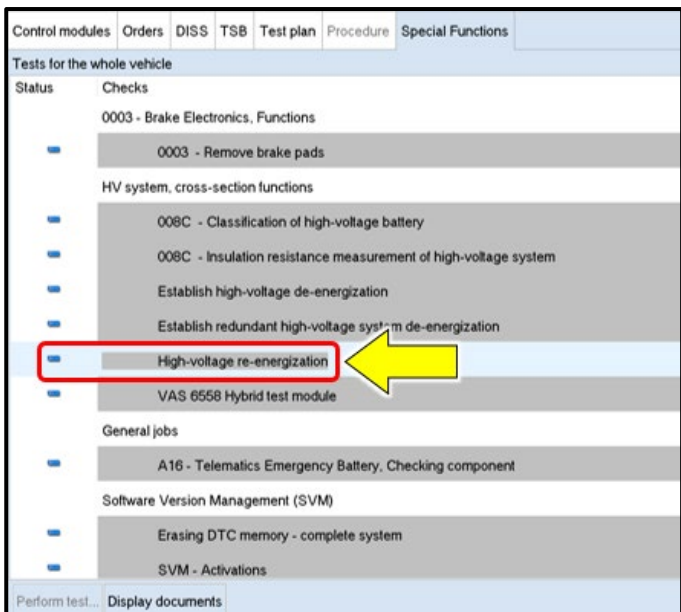 Control modules Orders DISS TSB Test plan Procedure Special Functions
Tests for the whole vehicle
Status Checks
0003 - Brake Electronics, Functions
0003 - Remove brake pads
HV system, cross-section functions
008C - Classification of high-voltage battery
008C - Insulation resistance measurement of high-voltage system
Establish high-voltage de-energization
Establish redundant high-voltage system de-energization
High-voltage re-energization
VAS 6558 Hybrid test module
General jobs
A16 - Telematics Emergency Battery, Checking component
Software Version Management (SVM)
Erasing DTC memory - complete system
SVM - Activations
Perform test... Display documents